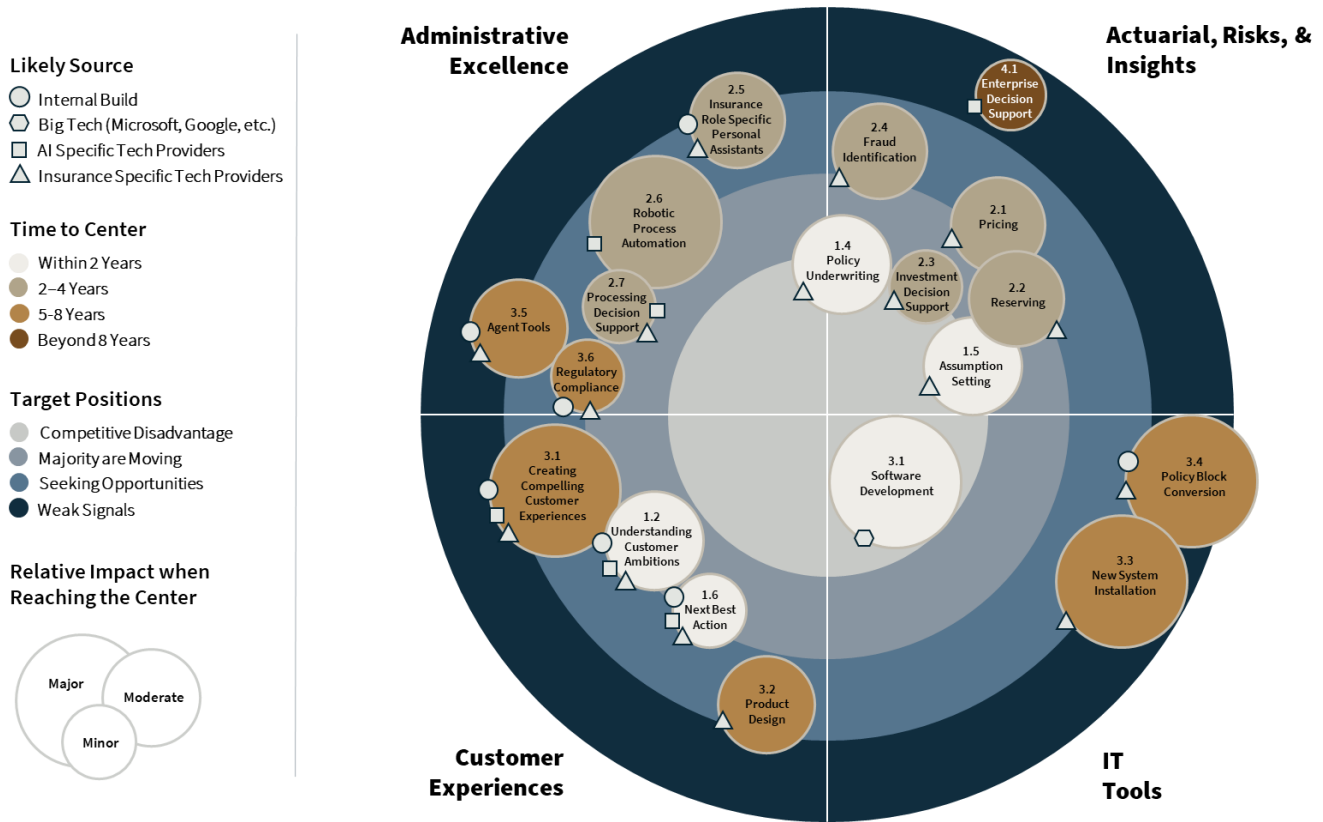 Administrative
Excellence
Actuarial, Risks, &
Insights
Likely Source
Internal Build
Big Tech (Microsoft, Google, etc.)
AI Specific Tech Providers
Insurance Specific Tech Providers
Time to Center
Within 2 Years
2–4 Years
5-8 Years
Beyond 8 Years
Target Positions
Competitive Disadvantage
Majority are Moving
Seeking Opportunities
Weak Signals
Relative Impact when
Reaching the Center
Major
Moderate
Minor
2.5
Insurance
Role Specific
Personal
Assistants
2.6
Robotic
Process
Automation
2.7
Processing
Decision
Support
3.5
Agent Tools
3.6
Regulatory
Compliance
4.1
Enterprise
Decision
Support
2.4
Fraud
Identification
2.1
Pricing
1.4
Policy
Underwriting
2.3
Investment
Decision
Support
2.2
Reserving
1.5
Assumption
Setting
3.1
Creating
Compelling
Customer
Experiences
1.2
Understanding
Customer
Ambitions
1.6
Next Best
Action
3.2
Product
Design
3.1
Software
Development
3.4
Policy Block
Conversion
3.3
New System
Installation
Customer
Experiences
IT
Tools